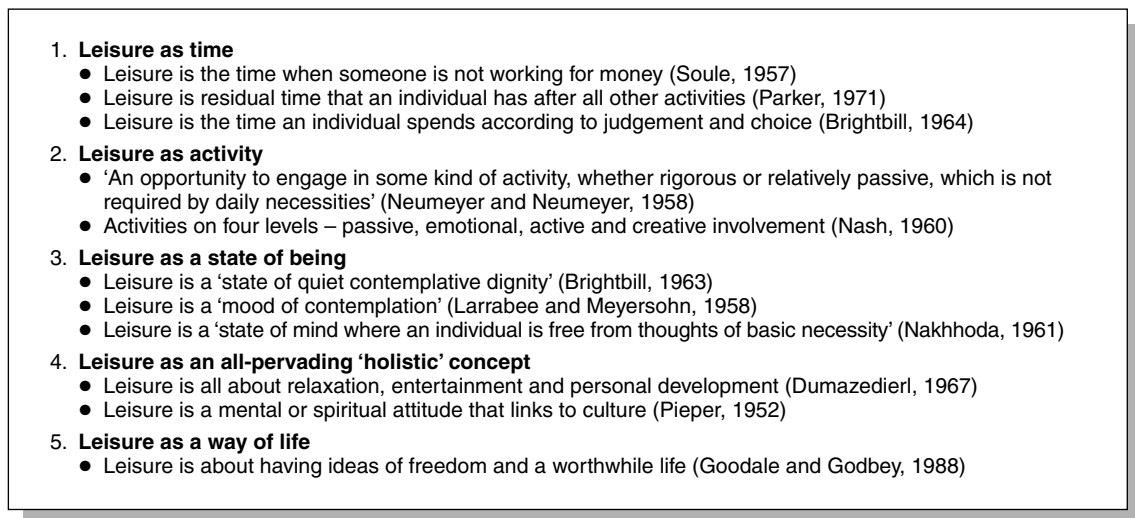 1. Leisure as time
● Leisure is the time when someone is not working for money (Soule, 1957)
● Leisure is residual time that an individual has after all other activities (Parker, 1971)
● Leisure is the time an individual spends according to judgement and choice (Brightbill, 1964)
2. Leisure as activity
● ‘An opportunity to engage in some kind of activity, whether rigorous or relatively passive, which is not
required by daily necessities’ (Neumeyer and Neumeyer, 1958)
● Activities on four levels – passive, emotional, active and creative involvement (Nash, 1960)
3. Leisure as a state of being
● Leisure is a ‘state of quiet contemplative dignity’ (Brightbill, 1963)
● Leisure is a ‘mood of contemplation’ (Larrabee and Meyersohn, 1958)
● Leisure is a ‘state of mind where an individual is free from thoughts of basic necessity’ (Nakhhoda, 1961)
4. Leisure as an all-pervading ‘holistic’ concept
● Leisure is all about relaxation, entertainment and personal development (Dumazedierl, 1967)
● Leisure is a mental or spiritual attitude that links to culture (Pieper, 1952)
5. Leisure as a way of life
● Leisure is about having ideas of freedom and a worthwhile life (Goodale and Godbey, 1988)